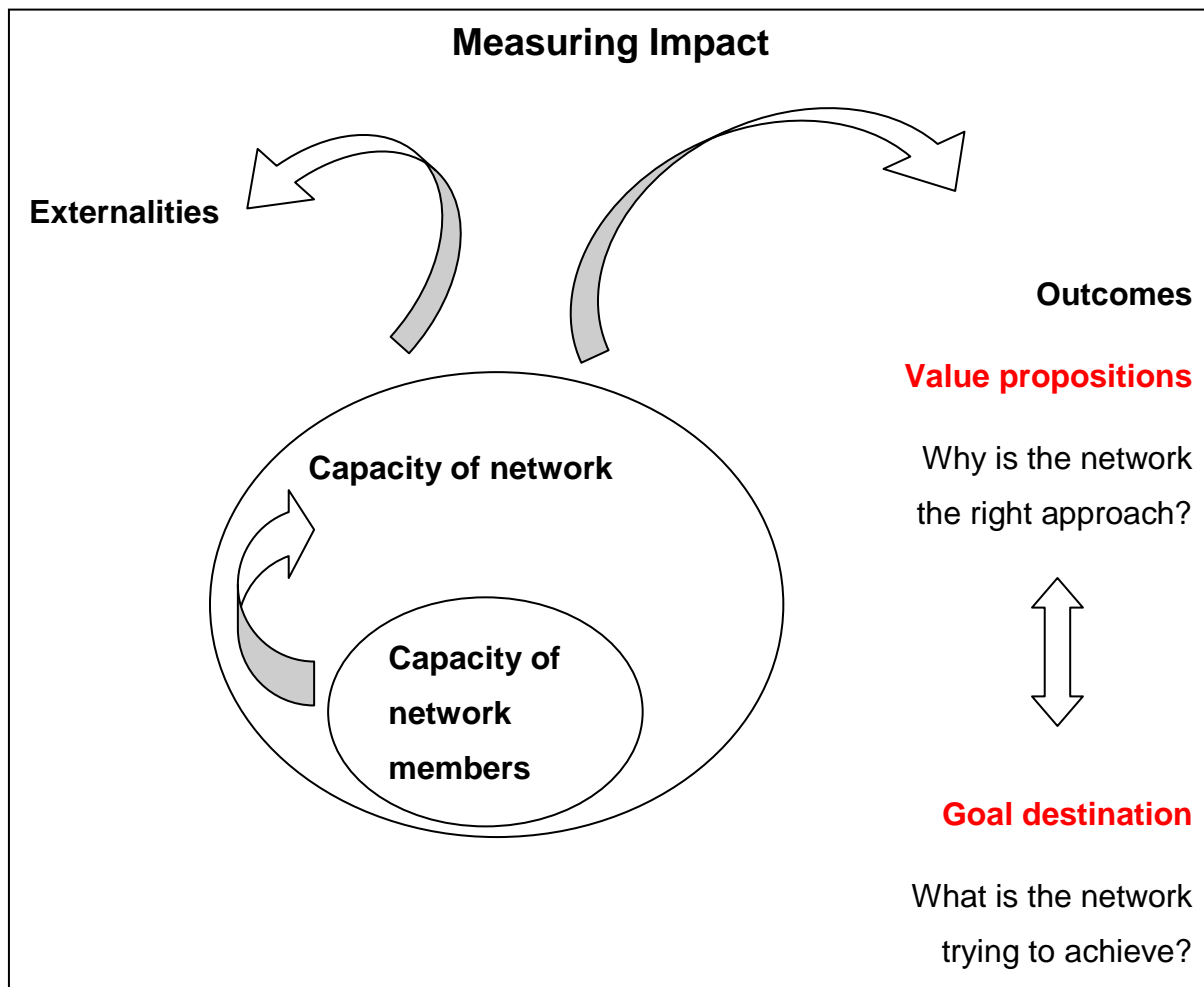 Measuring Impact
Externalities
Outcomes
Value propositions
Why is the network
the right approach?
Capacity of network
Capacity of
network
members
Goal destination
What is the network
trying to achieve?